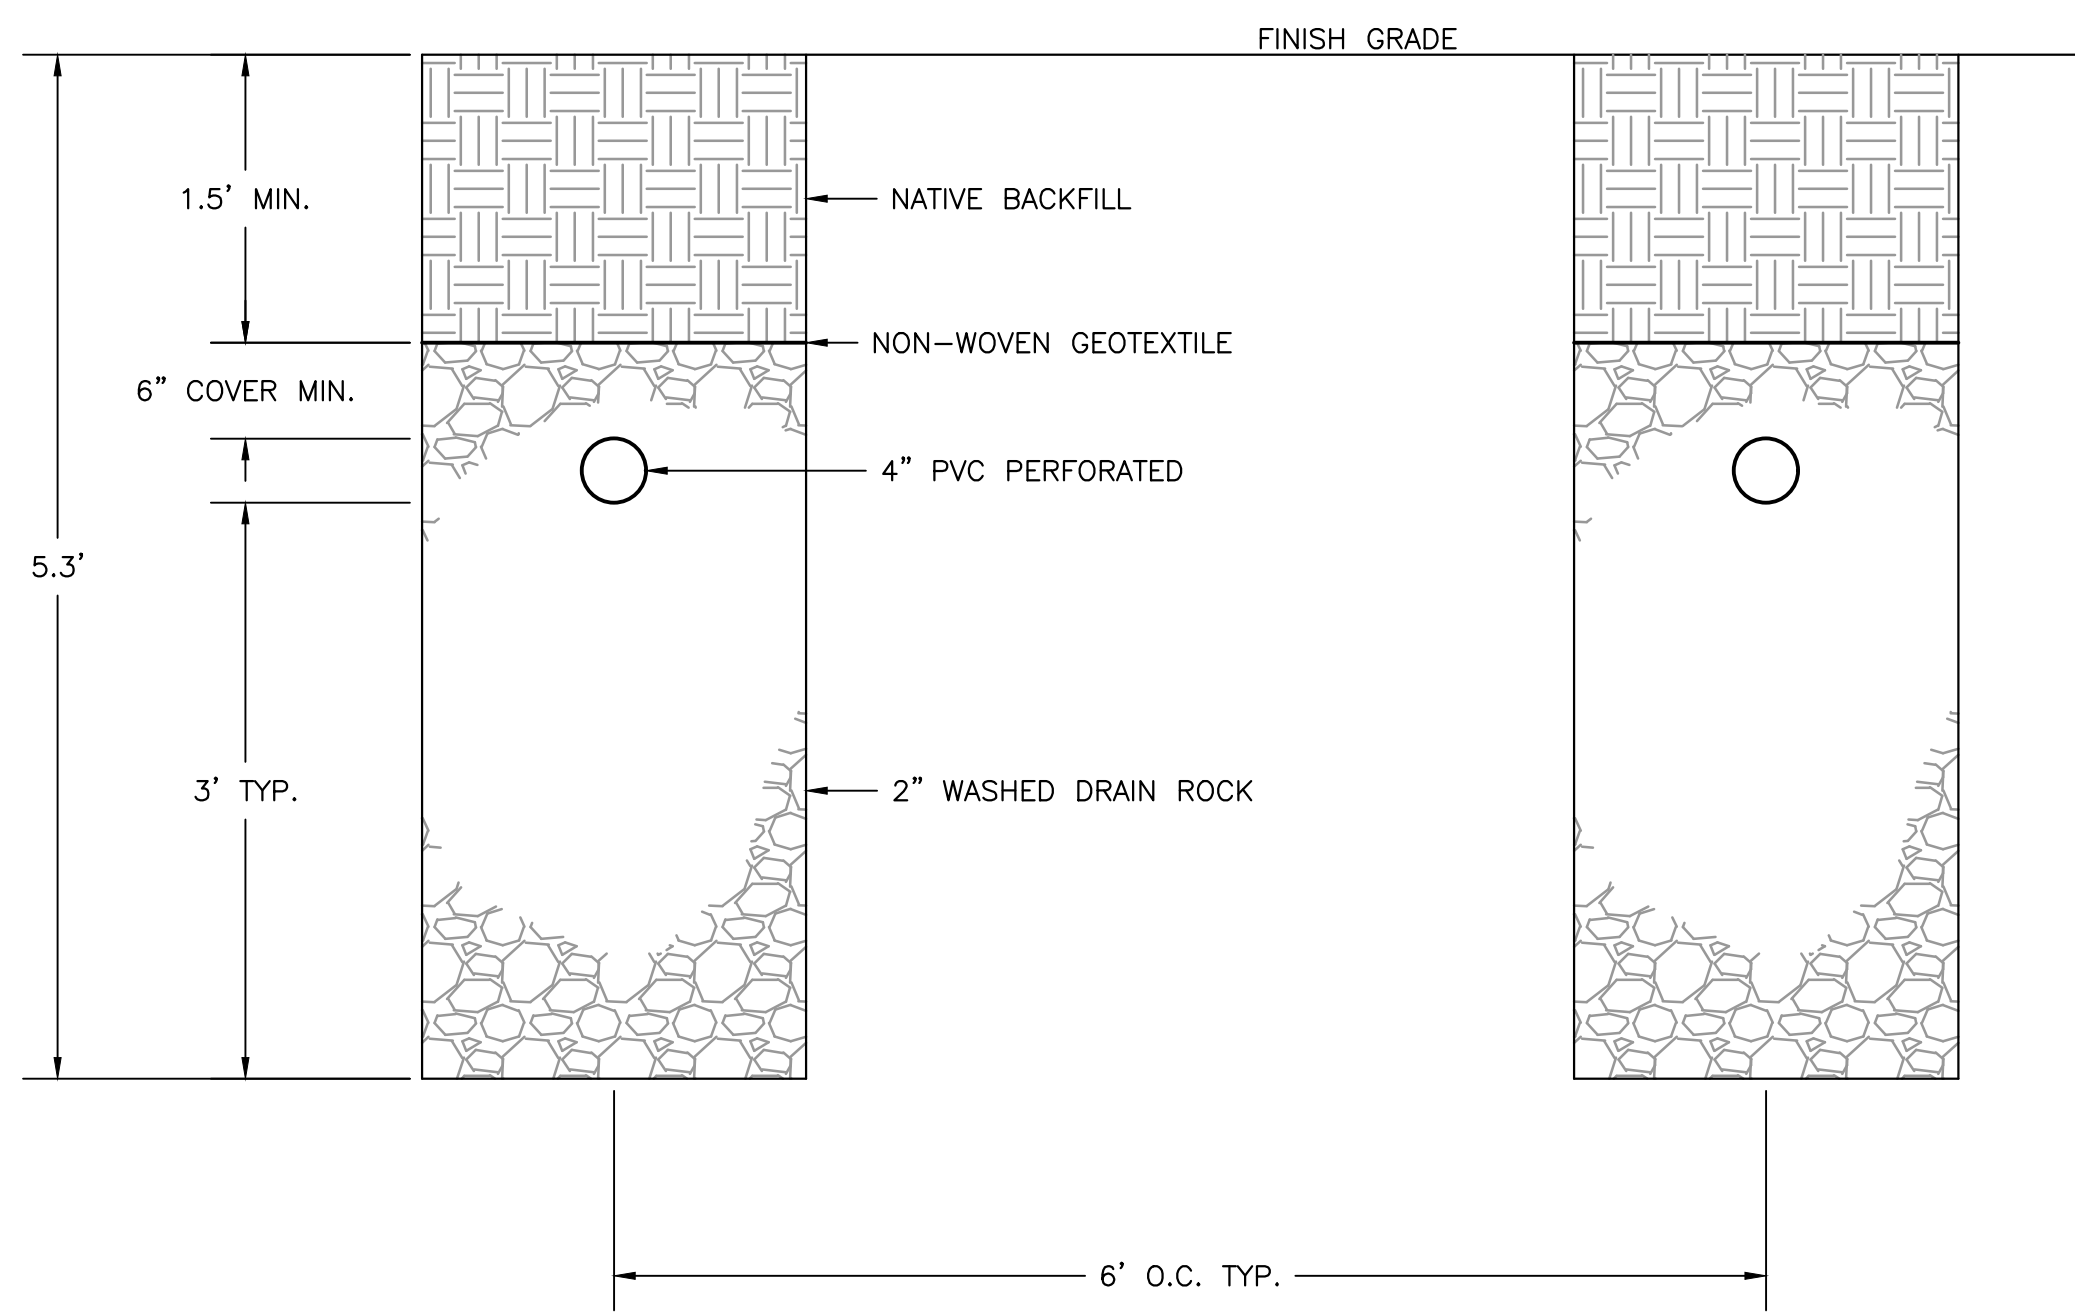 FINISH GRADE
1.5’ MIN.
NATIVE BACKFILL
NON-WOVEN GEOTEXTILE
6” COVER MIN.
4” PVC PERFORATED
5.3’
3’ TYP.
2” WASHED DRAIN ROCK
6’ O.C. TYP.